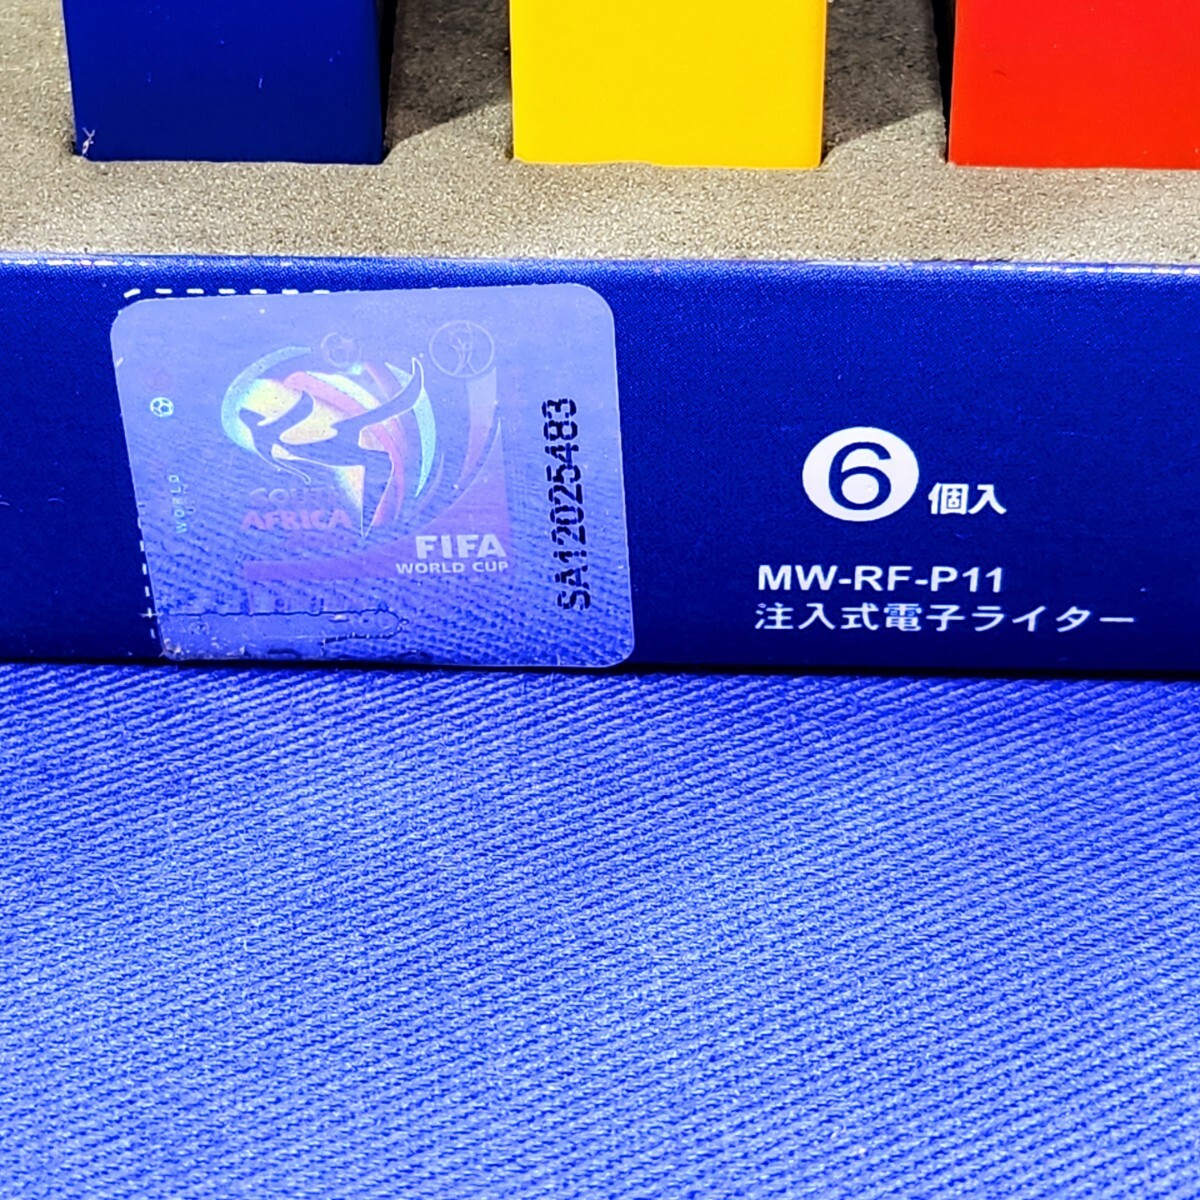 WORLD
SOUTH
AFRICA
FIFA
WORLD CUP
SA12025483
6個入
MW-RF-P11
注入式電子ライター